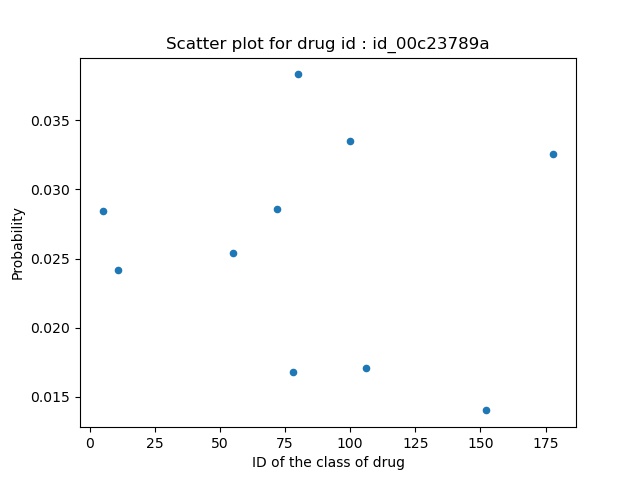 Scatter plot for drug id : id_00c23789a
0.035
0.030
0.025
0.020
0.015
Probability
0 25 50 75 100 125 150 175
ID of the class of drug